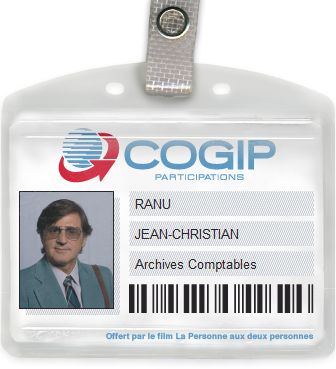 COGIP
PARTICIPATIONS
RANU
JEAN-CHRISTIAN
Archives Comptables
Offert par le film La Personne aux deux personnes